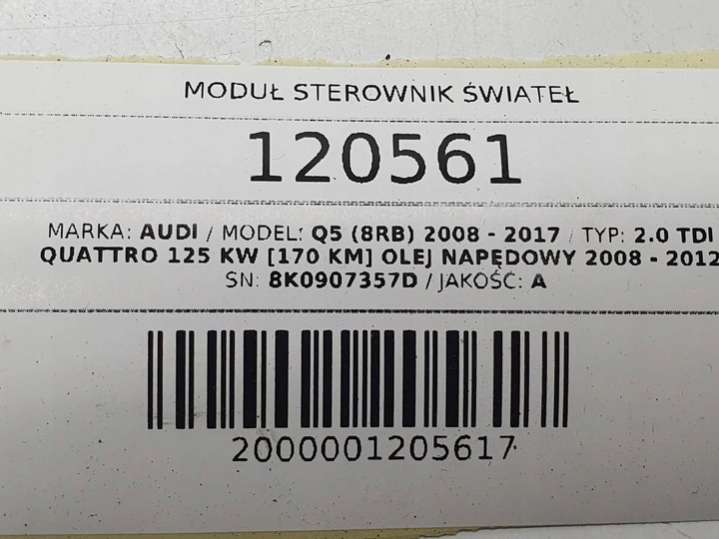 MODUŁ STEROWNIK ŚWIATEŁ
120561
MARKA: AUDI / MODEL: Q5 (8RB) 2008 - 2017 / TYP: 2.0 TDI
QUATTRO 125 KW [170 KM] OLEJ NAPĘDOWY 2008 - 2012
SN: 8K0907357D / JAKOŚĆ: A
2000001205617